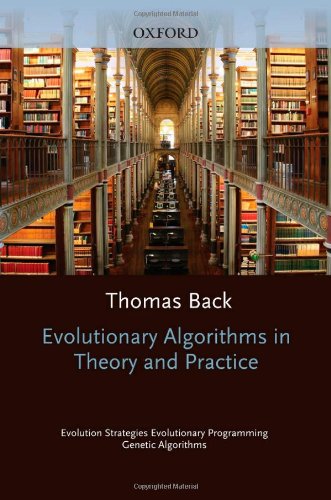 OXFORD
Thomas Back
Evolutionary Algorithms in
Theory and Practice
Evolution Strategies Evolutionary Programming
Genetic Algorithms